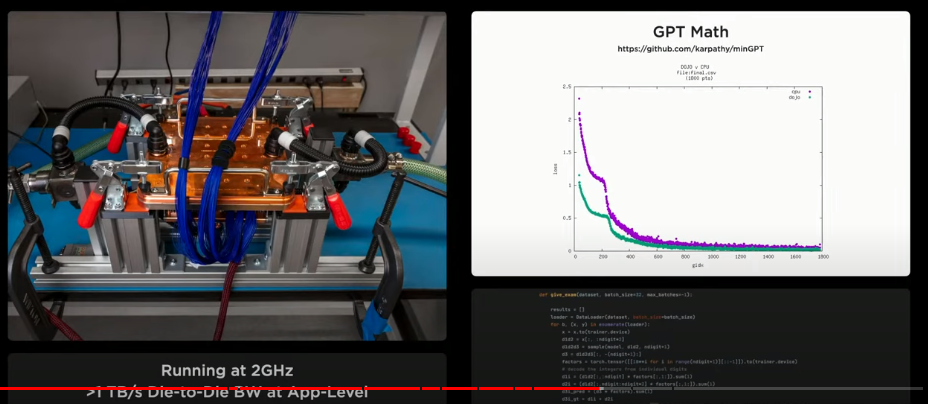 GPT Math
https://github.com/karpathy/minGPT
DOJO v CPU
file:final.csv
(1800 pts)
cpu
dojo
2.5
2
1.5
1
0.5
0
loss
0 200 400 600 800 1000 1200 1400 1600 1800
gidx
def give_exam(dataset, batch_size=32, max_batches=-1):
results = []
loader = DataLoader(dataset, batch_size=batch_size)
for b, (x, y) in enumerate(loader):
x = x.to(trainer.device)
d1d2 = x[:, :ndigit*2]
d1d2d3 = sample(model, d1d2, ndigit+1)
d3 = d1d2d3[:, -(ndigit+1):]
factors = torch.tensor([[10**i for i in range(ndigit+1)][::-1]]).to(trainer.device)
# decode the integers from individual digits
d1i = (d1d2[:,:ndigit] * factors[:,1:]).sum(1)
d2i = (d1d2[:,ndigit:ndigit*2] * factors[:,1:]).sum(1)
d3i_pred = (d3 * factors).sum(1)
d3i_gt = d1i + d2i
Running at 2GHz
>1 TB/s Die-to-Die BW at App-Level